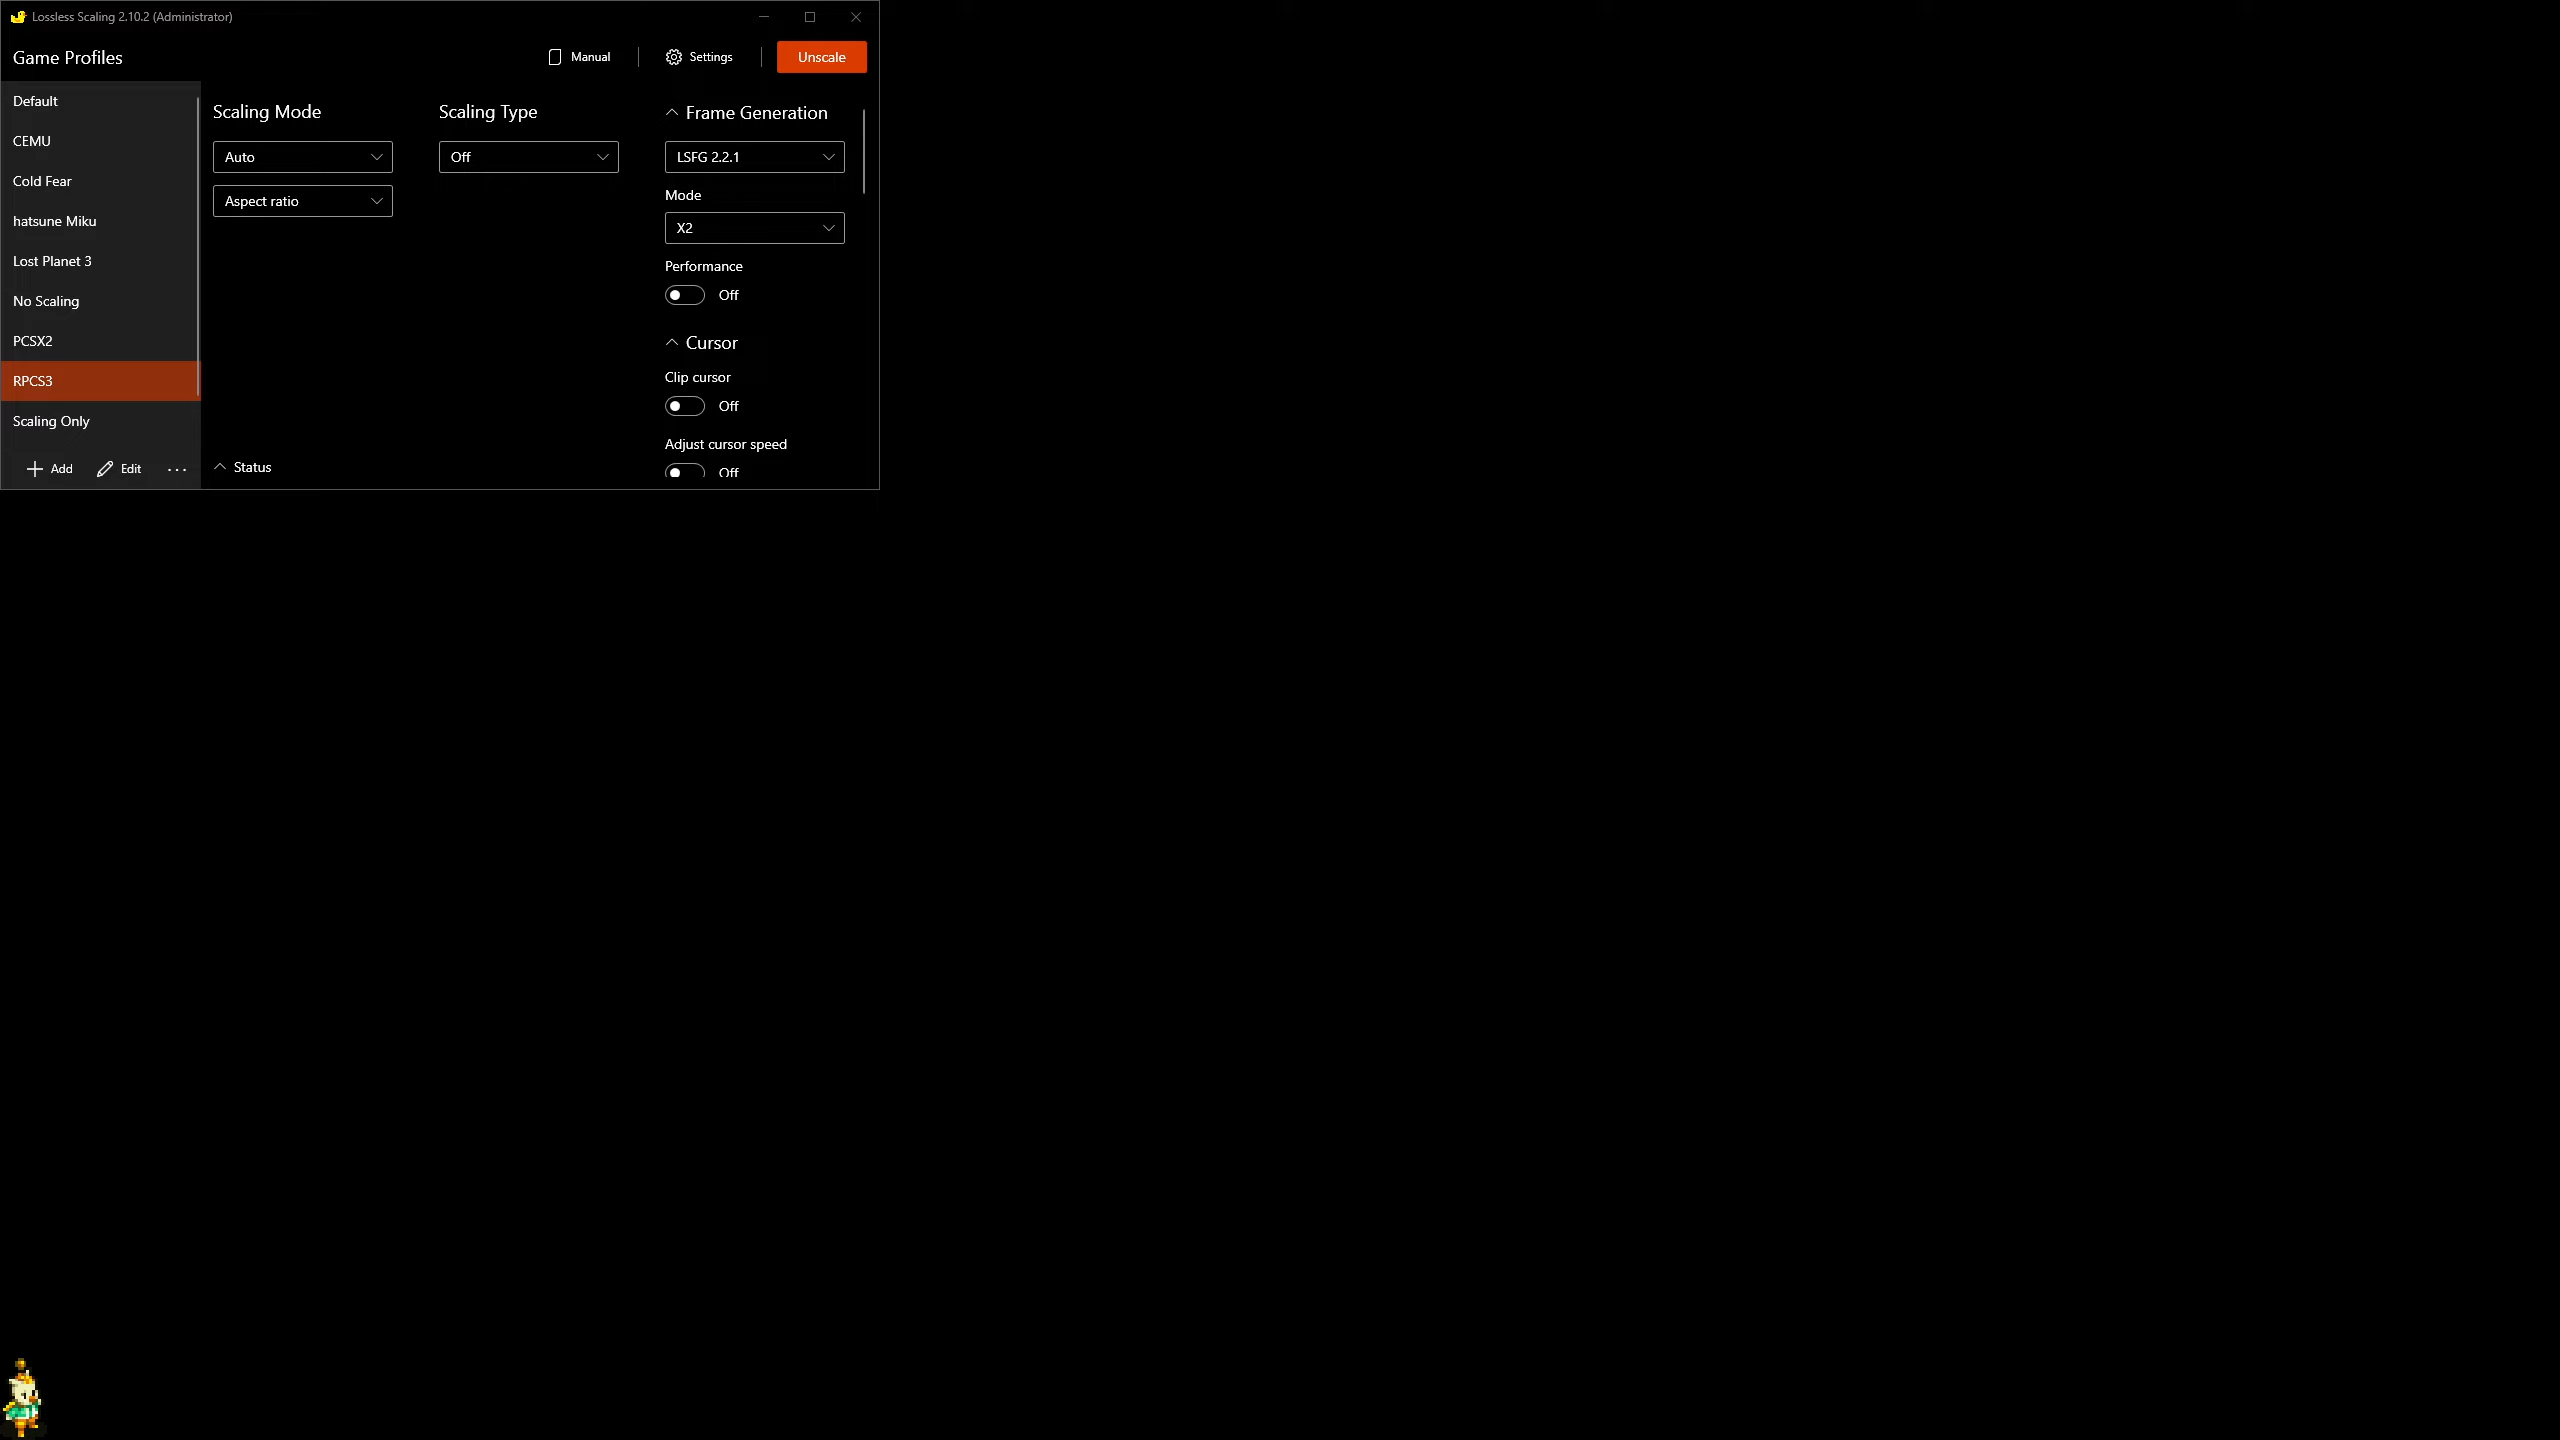 Lossless Scaling 2.10.2 (Administrator)
Game Profiles
Manual
Settings
Unscale
Default
CEMU
Cold Fear
hatsune Miku
Lost Planet 3
No Scaling
PCSX2
RPCS3
Scaling Only
Add
Edit
...
Scaling Mode
Auto
Aspect ratio
Scaling Type
Off
Frame Generation
LSFG 2.2.1
Mode
X2
Performance
Off
Cursor
Clip cursor
Off
Adjust cursor speed
Off
Status